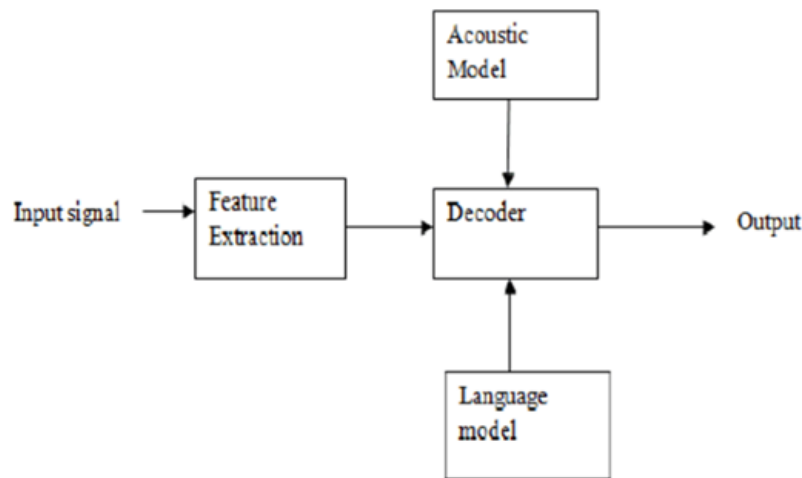 Acoustic
Model
Input signal
Feature
Extraction
Decoder
Output
Language
model